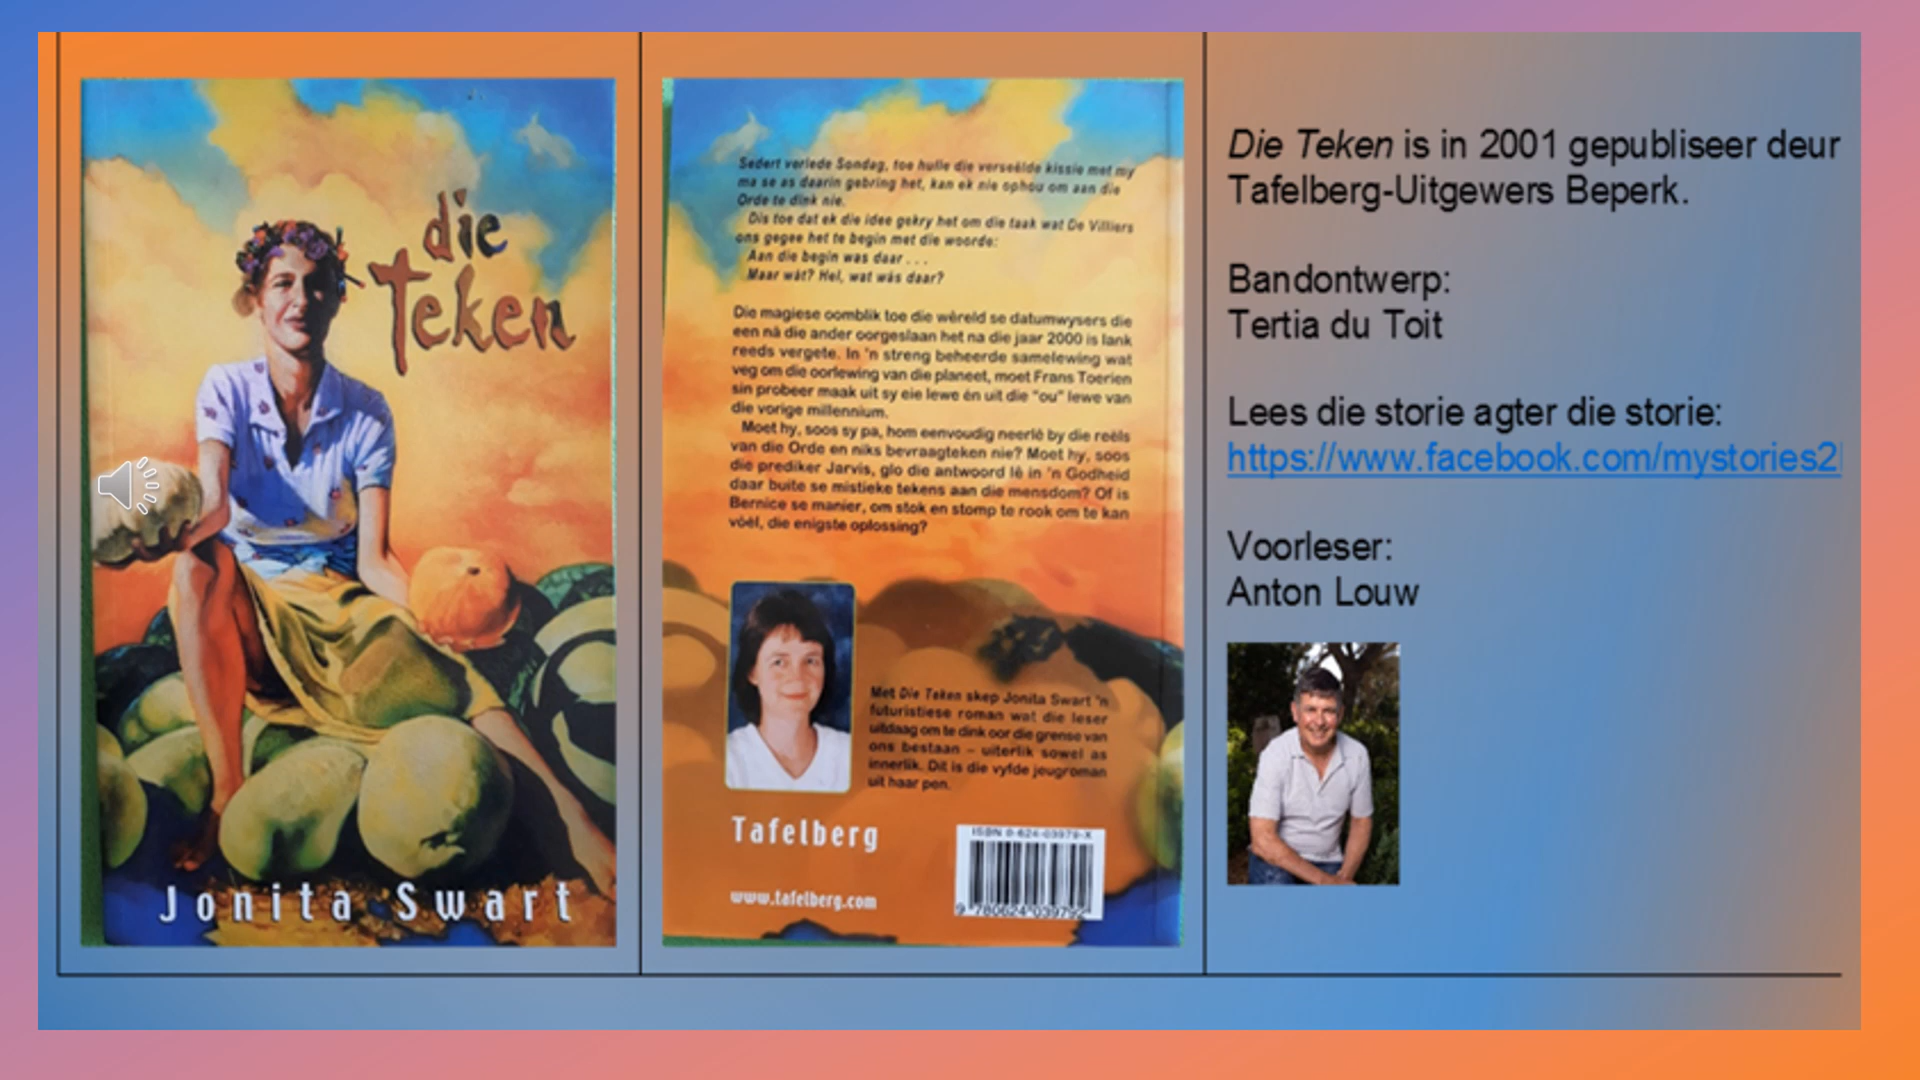 die
Teken
Jonita Swart
Sedert verlede Sondag, toe hulle die verseëlde kissie met my
ma se as daarin gebring het, kan ek nie ophou om aan die
Orde te dink nie.
Dis toe dat ek die idee gekry het om die taak wat De Villiers
ons gegee het te begin met die woorde:
Aan die begin was daar . . .
Maar wàt? Hel, wat wás daar?
Die magiese oomblik toe die wêreld se datumwysers die
een ná die ander oorgeslaan het na die jaar 2000 is lank
reeds vergete. In 'n streng beheerde samelewing wat
veg om die oorlewing van die planeet, moet Frans Toerien
sin probeer maak uit sy eie lewe én uit die "ou" lewe van
die vorige millennium.
Moet hy, soos sy pa, hom eenvoudig neerlê by die reëls
van die Orde en niks bevraagteken nie? Moet hy, soos
die prediker Jarvis, glo die antwoord lê in 'n Godheid
daar buite se mistieke tekens aan die mensdom? Of is
Bernice se manier, om stok en stomp te rook om te kan
vóél, die enigste oplossing?
Met Die Teken skep Jonita Swart 'n
futuristiese roman wat die leser
uitdaag om te dink oor die grense van
ons bestaan – uiterlik sowel as
innerlik. Dit is die vyfde jeugroman
uit haar pen.
Tafelberg
www.tafelberg.com
ISBN 0-624-03979-X
9 780624 039792
Die Teken is in 2001 gepubliseer deur
Tafelberg-Uitgewers Beperk.
Bandontwerp:
Tertia du Toit
Lees die storie agter die storie:
https://www.facebook.com/mystories2
Voorleser:
Anton Louw